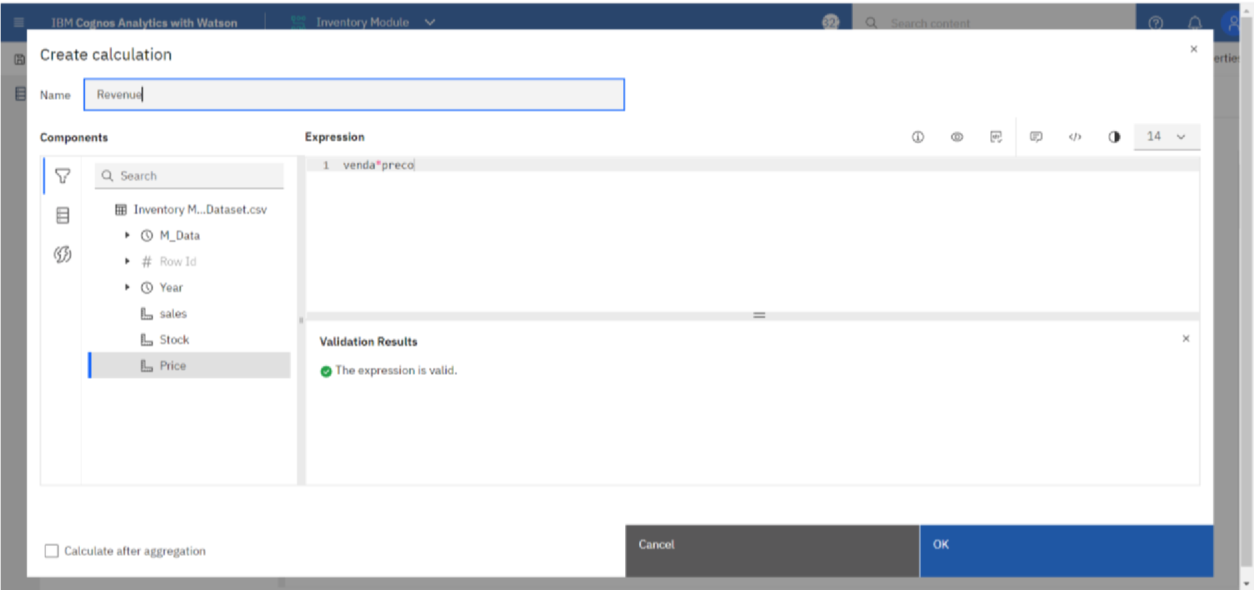 IBM Cognos Analytics with Watson
Inventory Module
32
Search content
Create calculation
Name
Revenue
Components
Expression
14
Search
1 venda*preco
Inventory M...Dataset.csv
M_Data
# Row Id
Year
sales
Stock
Price
Validation Results
The expression is valid.
Calculate after aggregation
Cancel
OK